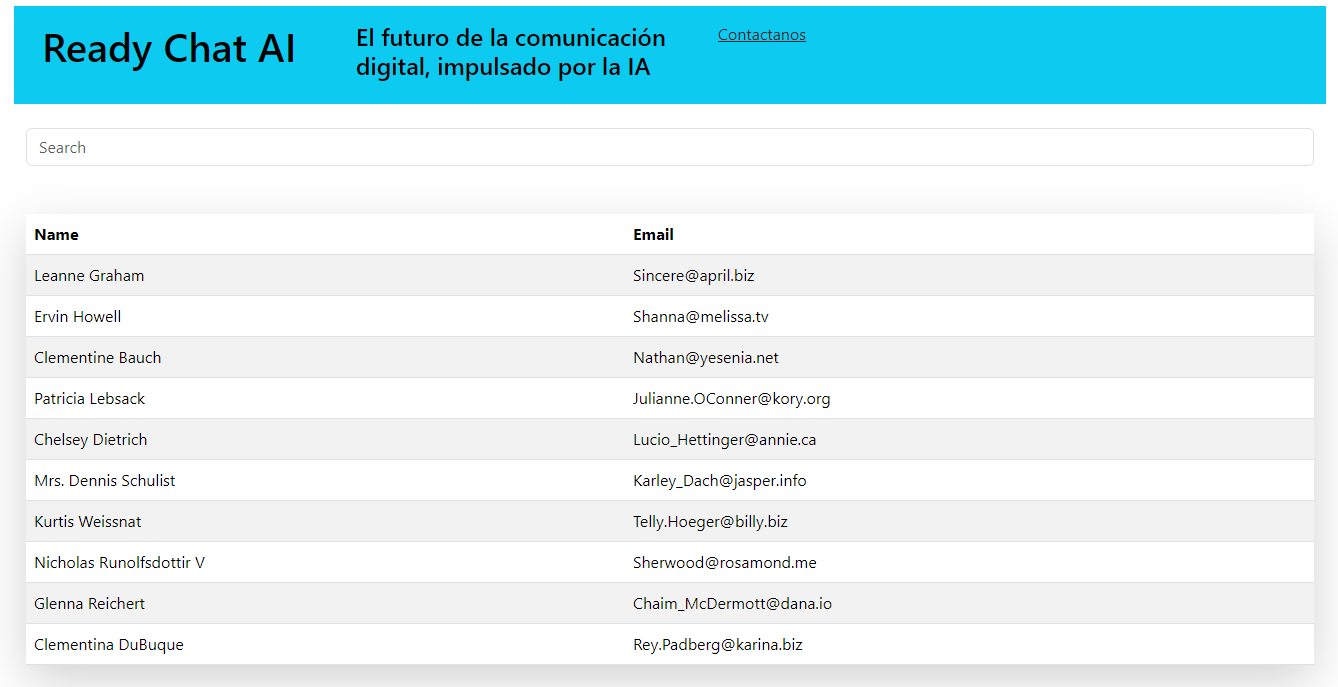 Ready Chat AI
El futuro de la comunicación
digital, impulsado por la IA
Contactanos
Search
Name Email
Leanne Graham Sincere@april.biz
Ervin Howell Shanna@melissa.tv
Clementine Bauch Nathan@yesenia.net
Patricia Lebsack Julianne.OConner@kory.org
Chelsey Dietrich Lucio_Hettinger@annie.ca
Mrs. Dennis Schulist Karley_Dach@jasper.info
Kurtis Weissnat Telly.Hoeger@billy.biz
Nicholas Runolfsdottir V Sherwood@rosamond.me
Glenna Reichert Chaim_McDermott@dana.io
Clementina DuBuque Rey.Padberg@karina.biz